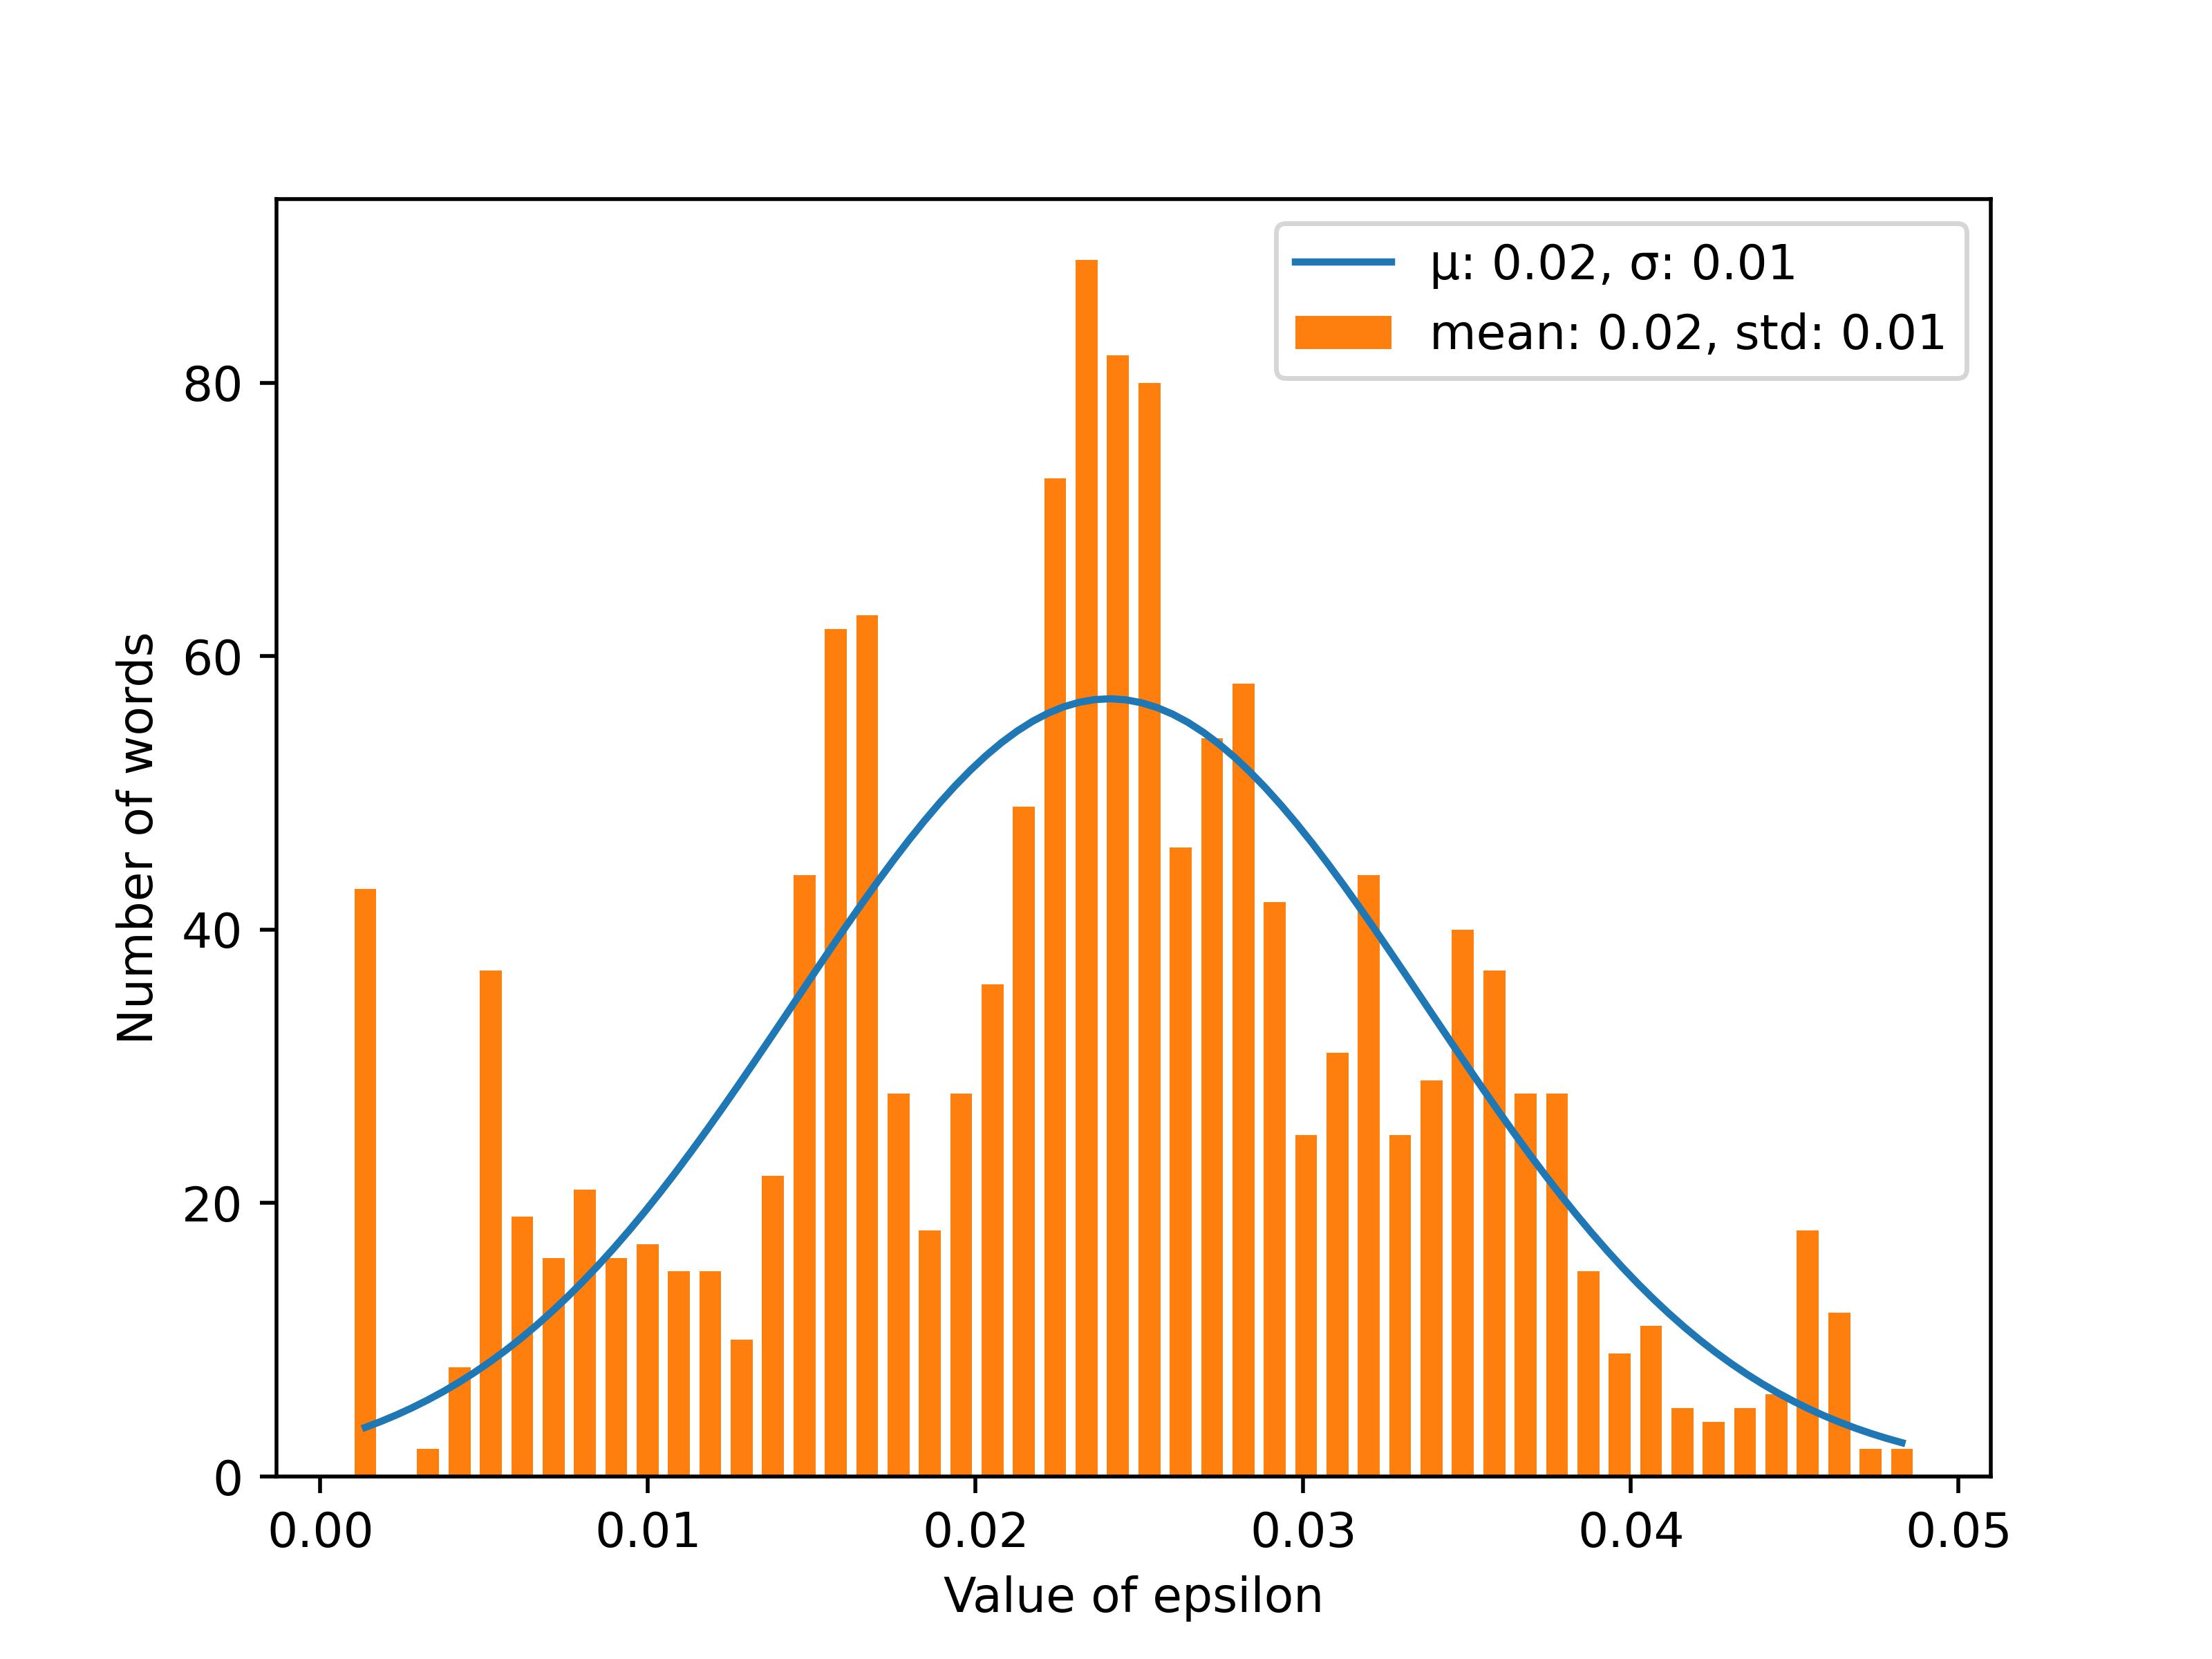 μ: 0.02, σ: 0.01
mean: 0.02, std: 0.01
80
60
40
20
0
Number of words
0.00 0.01 0.02 0.03 0.04 0.05
Value of epsilon